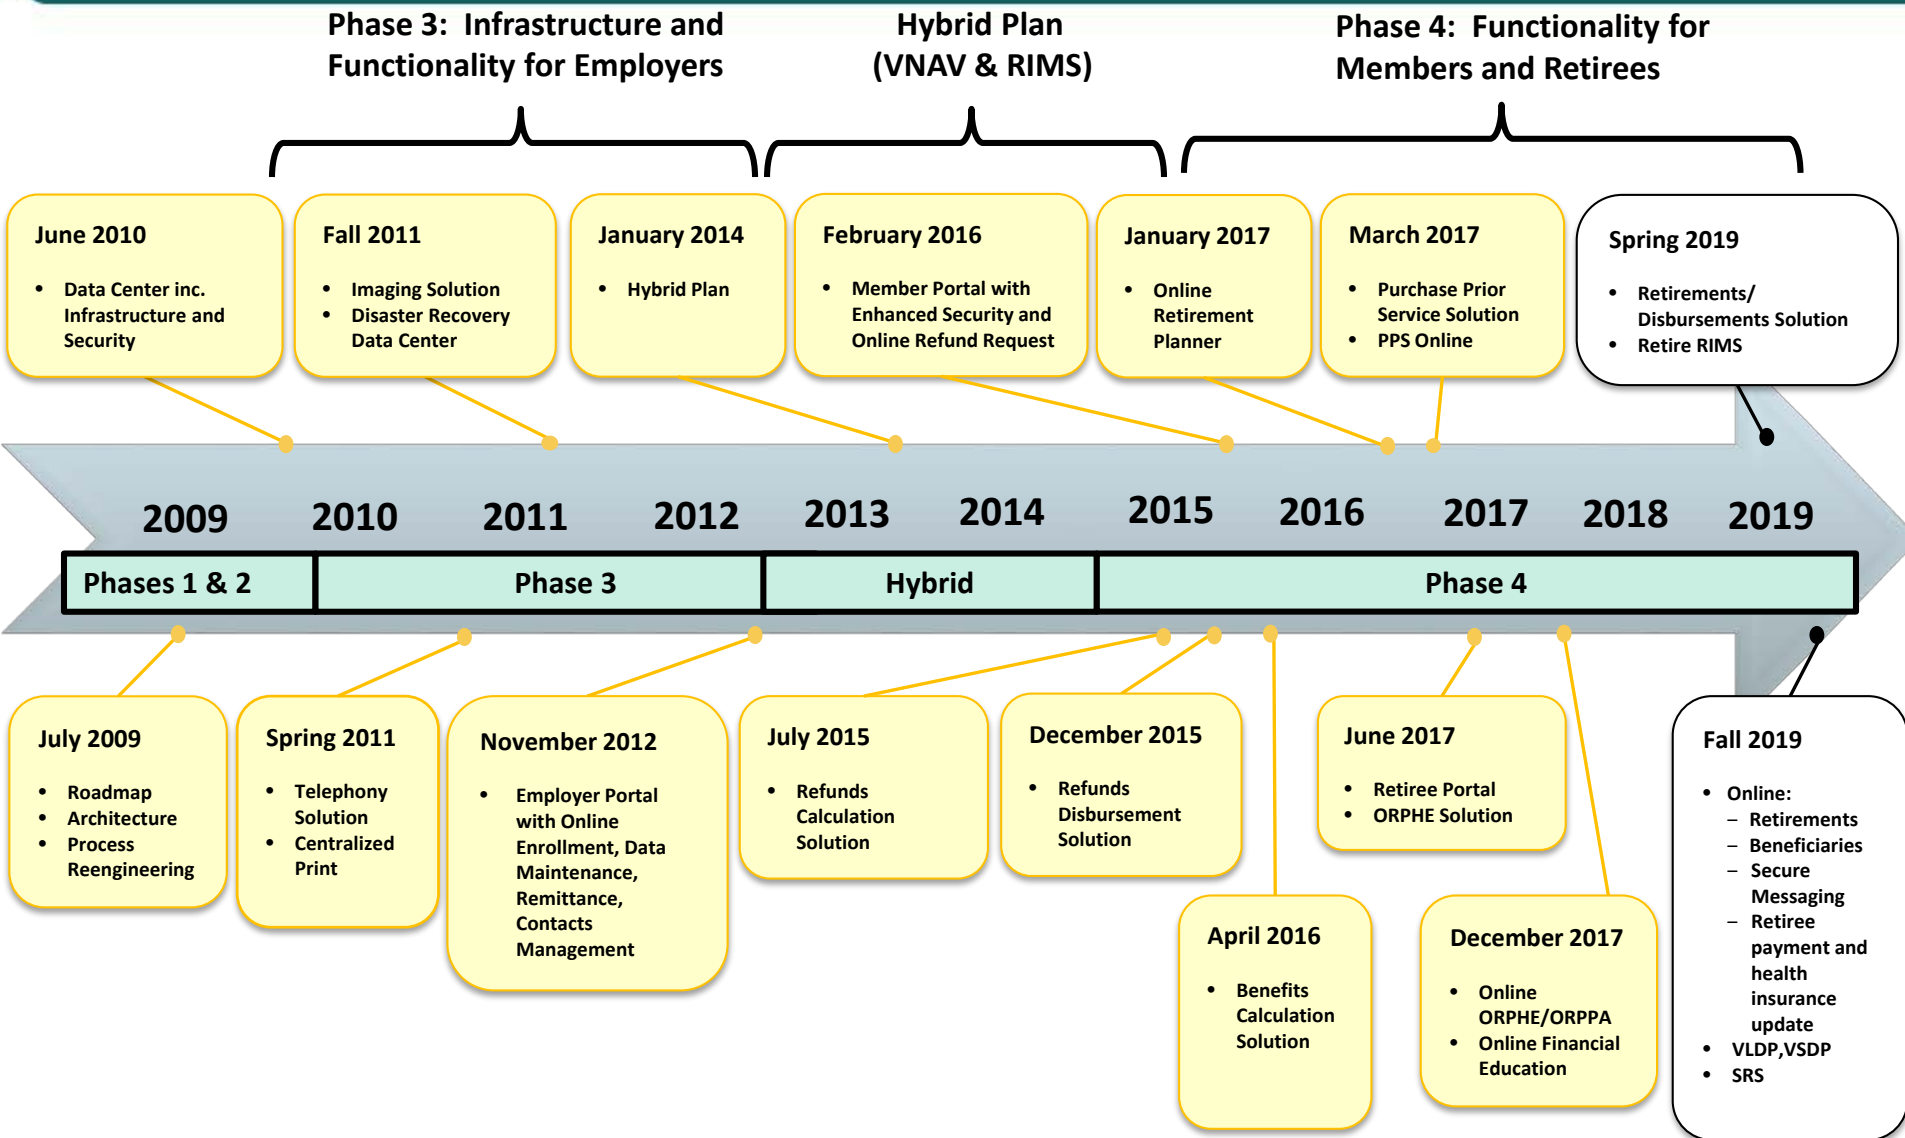 Phase 3:  Infrastructure and
Functionality for Employers
Hybrid Plan
(VNAV & RIMS)
Phase 4:  Functionality for
Members and Retirees
June 2010
• Data Center inc.
Infrastructure and
Security
Fall 2011
• Imaging Solution
• Disaster Recovery
Data Center
January 2014
• Hybrid Plan
February 2016
• Member Portal with
Enhanced Security and
Online Refund Request
January 2017
• Online
Retirement
Planner
March 2017
• Purchase Prior
Service Solution
• PPS Online
Spring 2019
• Retirements/
Disbursements Solution
• Retire RIMS
2009 2010 2011 2012 2013 2014 2015 2016 2017 2018 2019
Phases 1 & 2 Phase 3 Hybrid Phase 4
July 2009
• Roadmap
• Architecture
• Process
Reengineering
Spring 2011
• Telephony
Solution
• Centralized
Print
November 2012
• Employer Portal
with Online
Enrollment, Data
Maintenance,
Remittance,
Contacts
Management
July 2015
• Refunds
Calculation
Solution
December 2015
• Refunds
Disbursement
Solution
April 2016
• Benefits
Calculation
Solution
June 2017
• Retiree Portal
• ORPHE Solution
December 2017
• Online
ORPHE/ORPPA
• Online Financial
Education
Fall 2019
• Online:
– Retirements
– Beneficiaries
– Secure
Messaging
– Retiree
payment and
health
insurance
update
• VLDP,VSDP
• SRS